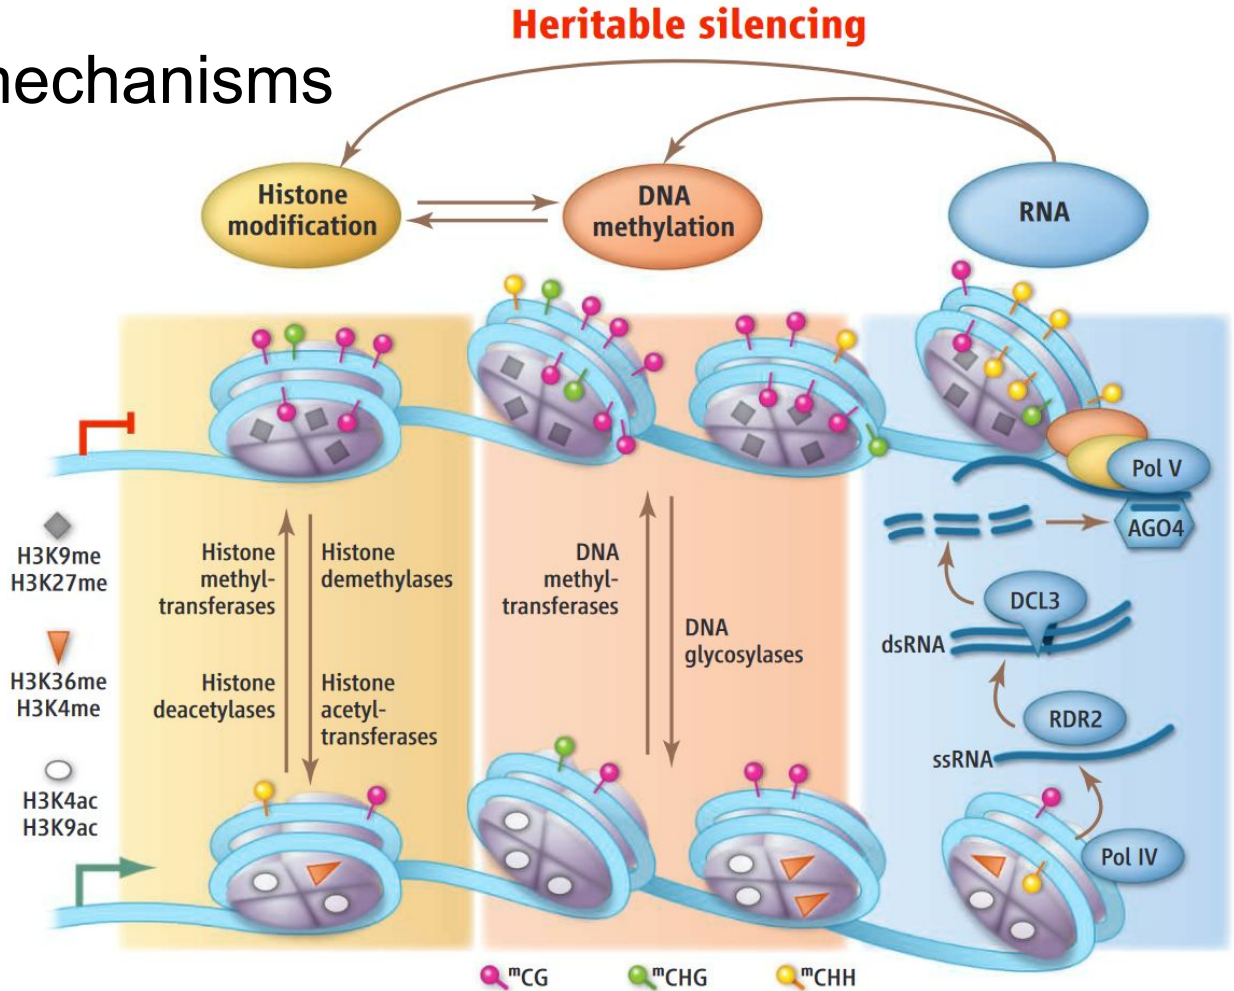 Heritable silencing
mechanisms
Histone
modification
DNA
methylation
RNA
Pol V
AGO4
H3K9me
H3K27me
Histone
methyl-
transferases
Histone
demethylases
DNA
methyl-
transferases
DCL3
dsRNA
DNA
glycosylases
H3K36me
H3K4me
Histone
deacetylases
Histone
acetyl-
transferases
RDR2
ssRNA
H3K4ac
H3K9ac
Pol IV
mCG
mCHG
mCHH